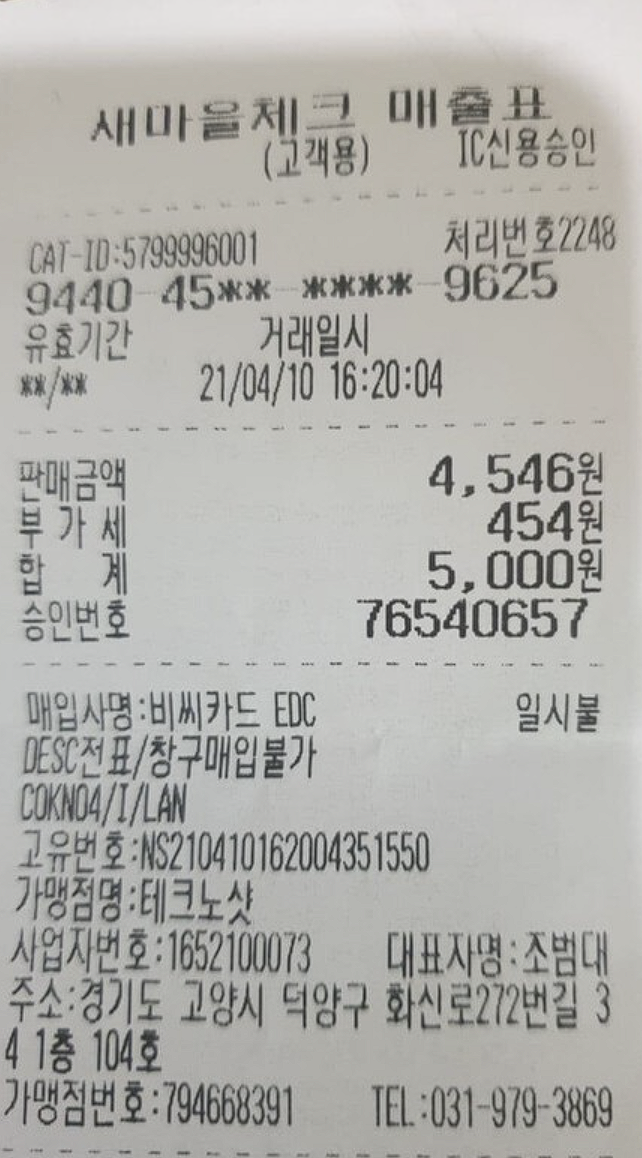 새마을체크 매출표
(고객용) IC신용승인
CAT-ID:5799996001 처리번호2248
9440-45**-****-9625
유효기간 거래일시
**/** 21/04/10 16:20:04
판매금액 4,546원
부 가 세 454원
합 계 5,000원
승인번호 76540657
매입사명:비씨카드 EDC 일시불
DESC전표/창구매입불가
COKN04/I/LAN
고유번호:NS210410162004351550
가맹점명:테크노샷
사업자번호:1652100073 대표자명:조범대
주소:경기도 고양시 덕양구 화신로272번길 3
4 1층 104호
가맹점번호:794668391 TEL:031-979-3869